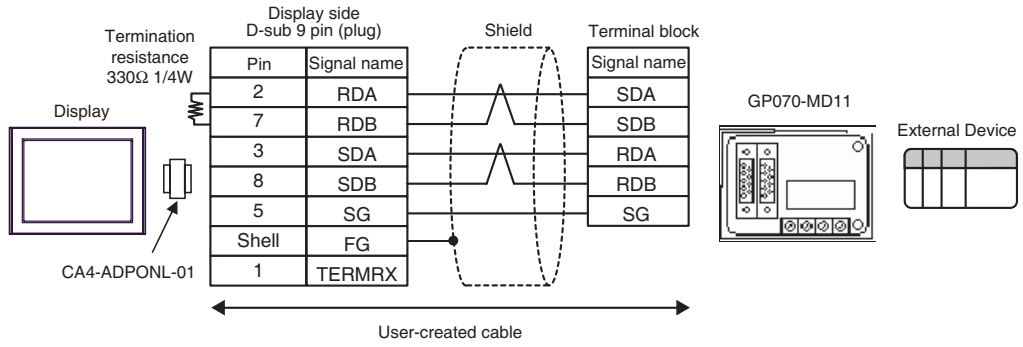 Display side
D-sub 9 pin (plug)
Shield
Terminal block
Termination
resistance
330Ω 1/4W
Pin
Signal name
Signal name
2
RDA
SDA
7
RDB
SDB
3
SDA
RDA
8
SDB
RDB
5
SG
SG
Shell
FG
1
TERMRX
Display
CA4-ADPONL-01
GP070-MD11
External Device
User-created cable